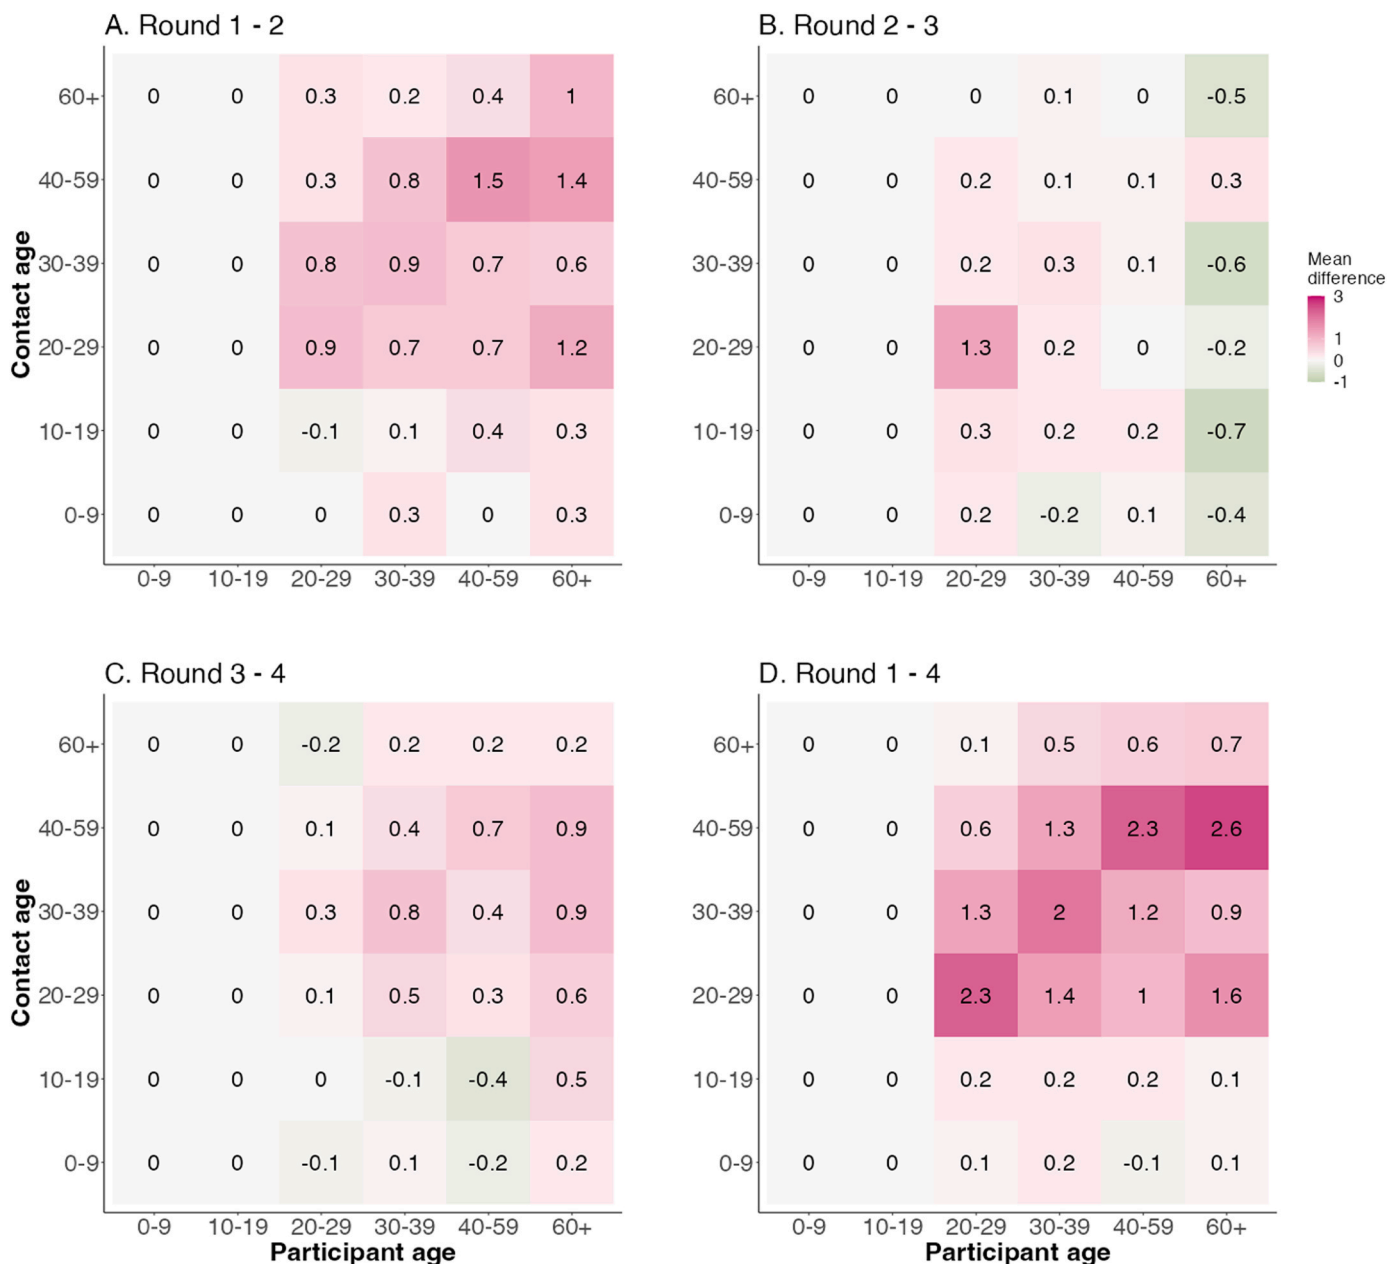 A. Round 1 - 2
B. Round 2 - 3
60+ 0 0 0.3 0.2 0.4 1
40-59 0 0 0.3 0.8 1.5 1.4
30-39 0 0 0.8 0.9 0.7 0.6
20-29 0 0 0.9 0.7 0.7 1.2
10-19 0 0 -0.1 0.1 0.4 0.3
0-9 0 0 0 0.3 0 0.3
0-9 10-19 20-29 30-39 40-59 60+
Contact age
60+ 0 0 0 0.1 0 -0.5
40-59 0 0 0.2 0.1 0.1 0.3
30-39 0 0 0.2 0.3 0.1 -0.6
20-29 0 0 1.3 0.2 0 -0.2
10-19 0 0 0.3 0.2 0.2 -0.7
0-9 0 0 0.2 -0.2 0.1 -0.4
0-9 10-19 20-29 30-39 40-59 60+
Mean
difference
3
1
0
-1
C. Round 3 - 4
D. Round 1 - 4
60+ 0 0 -0.2 0.2 0.2 0.2
40-59 0 0 0.1 0.4 0.7 0.9
30-39 0 0 0.3 0.8 0.4 0.9
20-29 0 0 0.1 0.5 0.3 0.6
10-19 0 0 0 -0.1 -0.4 0.5
0-9 0 0 -0.1 0.1 -0.2 0.2
0-9 10-19 20-29 30-39 40-59 60+
Contact age
Participant age
60+ 0 0 0.1 0.5 0.6 0.7
40-59 0 0 0.6 1.3 2.3 2.6
30-39 0 0 1.3 2 1.2 0.9
20-29 0 0 2.3 1.4 1 1.6
10-19 0 0 0.2 0.2 0.2 0.1
0-9 0 0 0.1 0.2 -0.1 0.1
0-9 10-19 20-29 30-39 40-59 60+
Participant age